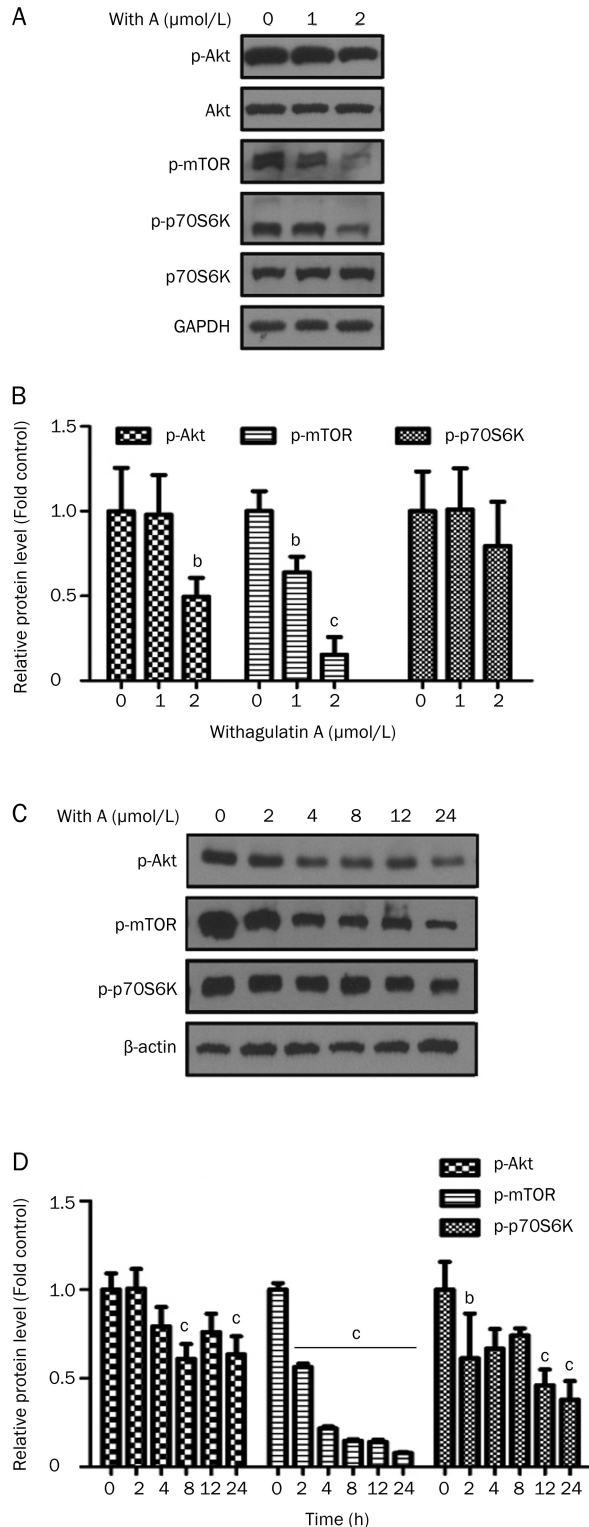 A
With A (μmol/L) 0 1 2
p-Akt
Akt
p-mTOR
p-p70S6K
p70S6K
GAPDH
B
Relative protein level (Fold control)
1.5
1.0
0.5
0
p-Akt p-mTOR p-p70S6K
b
b
c
0 1 2 0 1 2 0 1 2
Withagulatin A (μmol/L)
C
With A (μmol/L) 0 2 4 8 12 24
p-Akt
p-mTOR
p-p70S6K
β-actin
D
p-Akt
p-mTOR
p-p70S6K
Relative protein level (Fold control)
1.5
1.0
0.5
0
c c c b c c
0 2 4 8 12 24 0 2 4 8 12 24 0 2 4 8 12 24
Time (h)